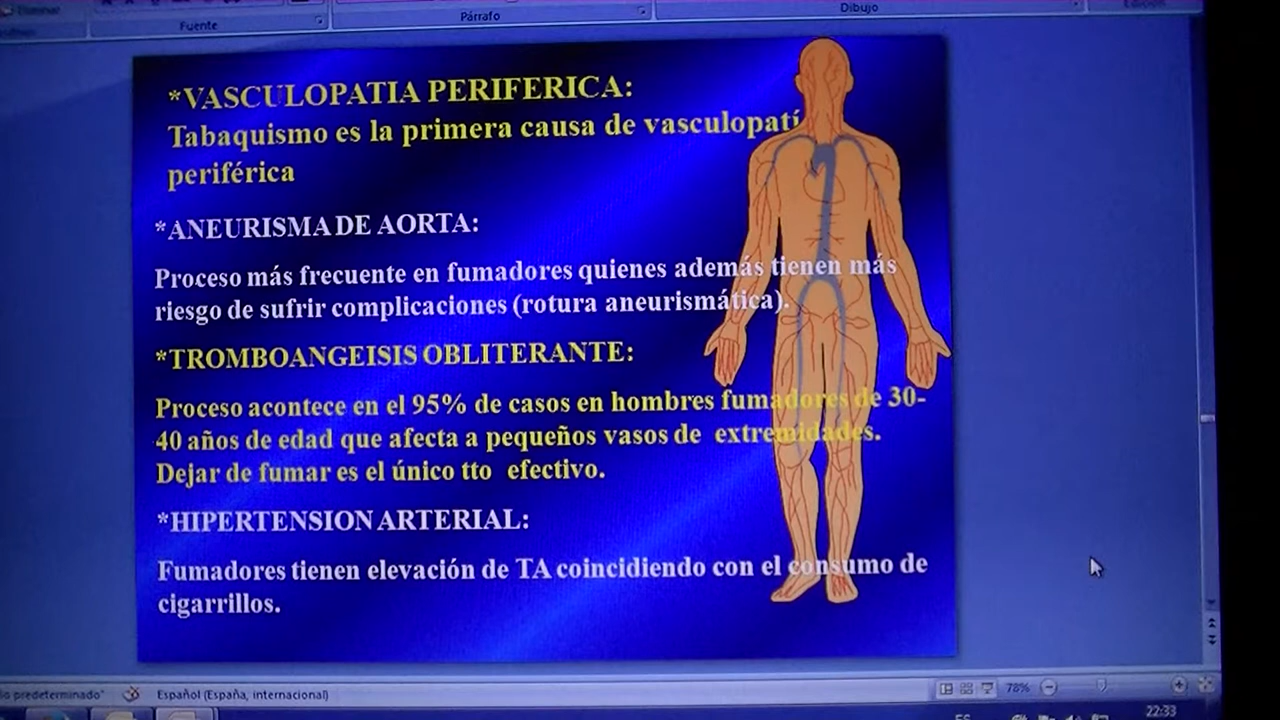 Fuente
Párrafo
Dibujo
Edición
*VASCULOPATIA PERIFERICA:
Tabaquismo es la primera causa de vasculopatí
periférica
*ANEURISMA DE AORTA:
Proceso más frecuente en fumadores quienes además tienen más
riesgo de sufrir complicaciones (rotura aneurismática).
*TROMBOANGEISIS OBLITERANTE:
Proceso acontece en el 95% de casos en hombres fumadores de 30-
40 años de edad que afecta a pequeños vasos de extremidades.
Dejar de fumar es el único tto efectivo.
*HIPERTENSION ARTERIAL:
Fumadores tienen elevación de TA coincidiendo con el consumo de
cigarrillos.
predeterminado"
Español (España, internacional)
78%
ES
22:33